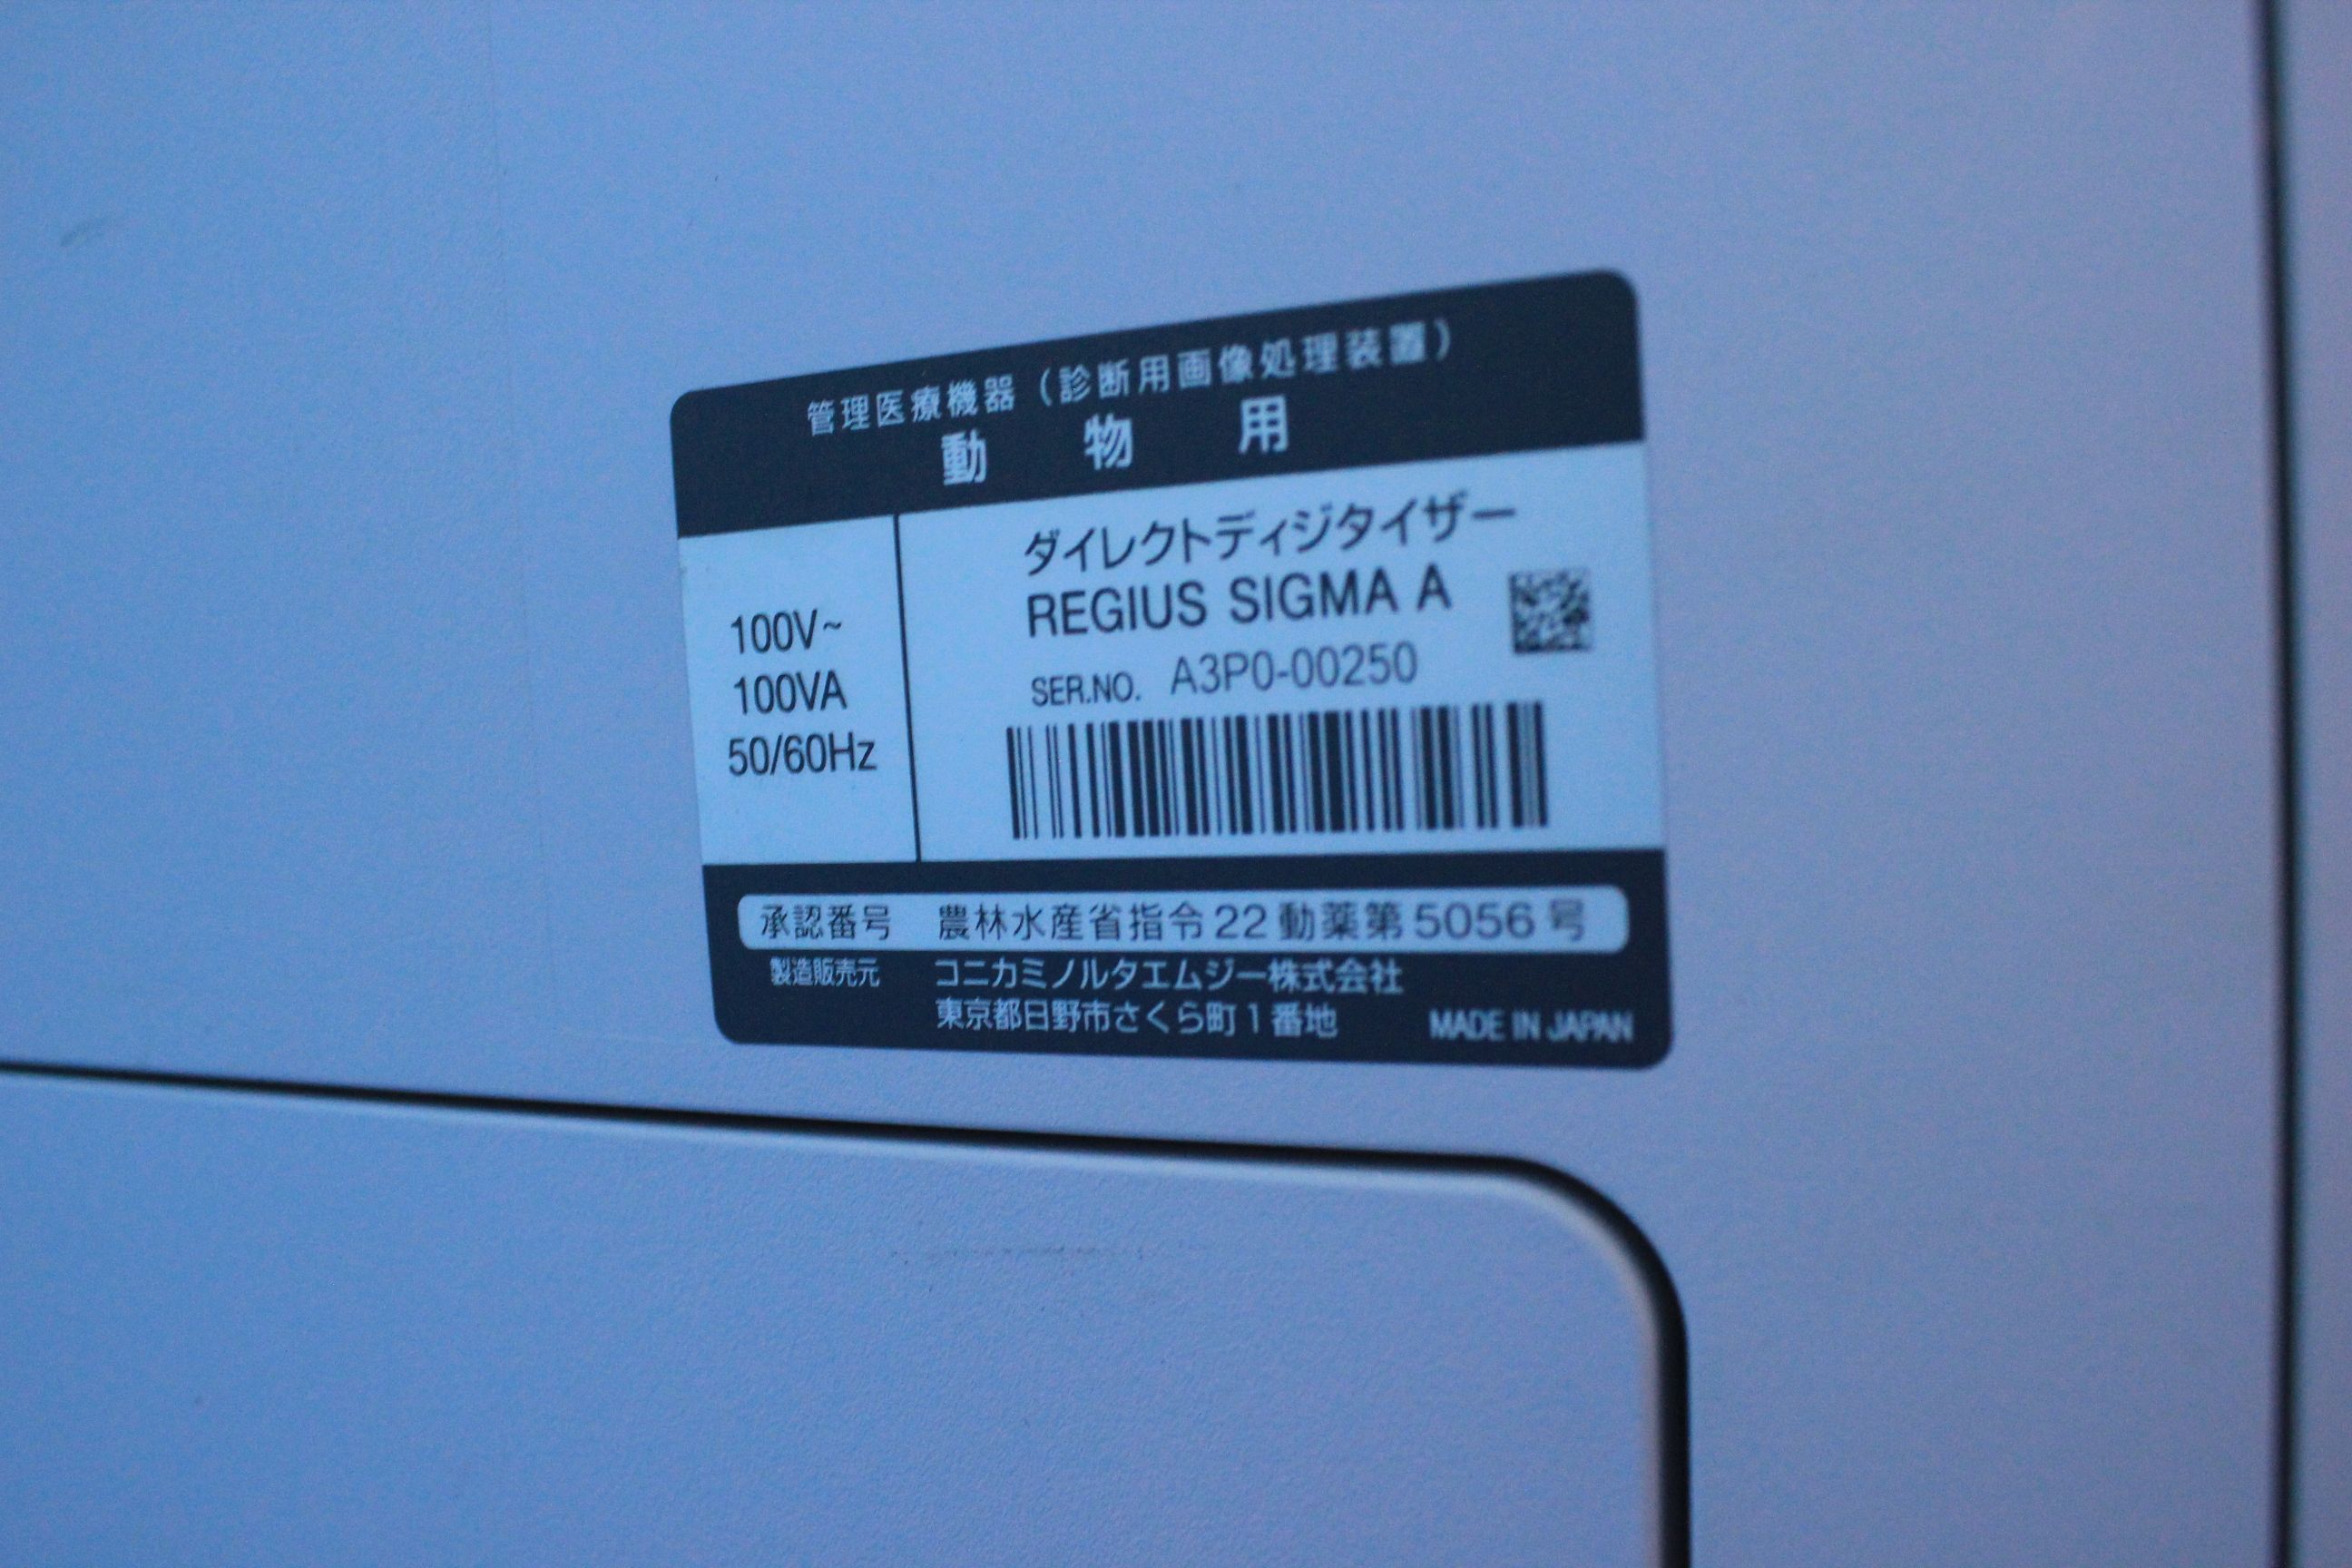 管理医療機器（診断用画像処理装置）
動物用
100V~
100VA
50/60Hz
ダイレクトディジタイザー
REGIUS SIGMA A
SER.NO. A3P0-00250
承認番号 農林水産省指令22動薬第5056号
製造販売元 コニカミノルタエムジー株式会社
東京都日野市さくら町1番地
MADE IN JAPAN